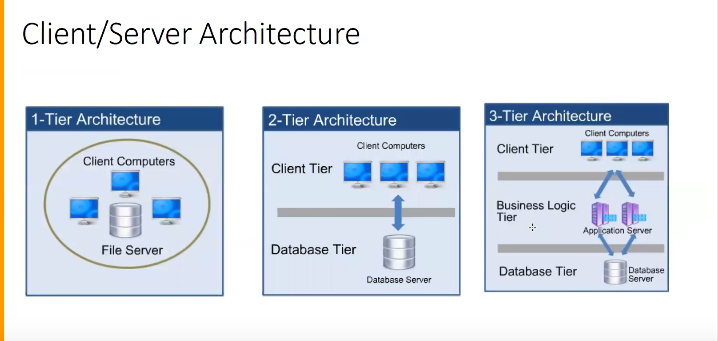 Client/Server Architecture
1-Tier Architecture
Client Computers
File Server
2-Tier Architecture
Client Computers
Client Tier
Database Tier
Database Server
3-Tier Architecture
Client Computers
Client Tier
Business Logic
Tier
Application Server
Database Tier
Database
Server